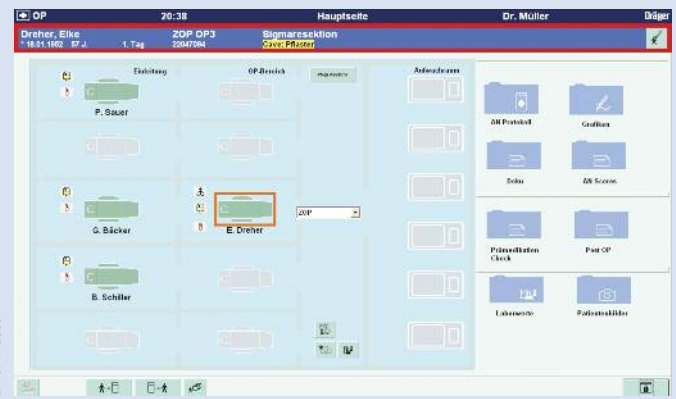 OP 20:38 Hauptseite Dr. Müller Dräger
Dreher, Elke ZOP OP3 Sigmaresektion
* 18.01.1952 57 J. 1. Tag 22047094 Cave: Pflaster
Einleitung OP-Bereich Aufwachraum
P. Sauer
G. Bäcker
E. Dreher
ZOP
B. Schiller
AN Protokoll Grafiken
Doku AN Scores
Prämedikation Post OP
Check
Laborwerte Patientenbilder